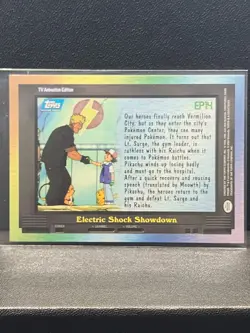 TV Animation Edition
Topps
EP14
Our heroes finally reach Vermilion
City, but as they enter the city's
Pokémon Center, they can many
injured Pokémon. It turns out that
Lt. Surge, the gym leader, is
ruthless with his Raichu when it
comes to Pokémon battles.
Pikachu winds up losing badly
and must go to the hospital.
After a quick recovery and rousing
speech (translated by Meowth) by
Pikachu, the heroes return to the
gym and defeat Lt. Surge and
his Raichu.
Electric Shock Showdown